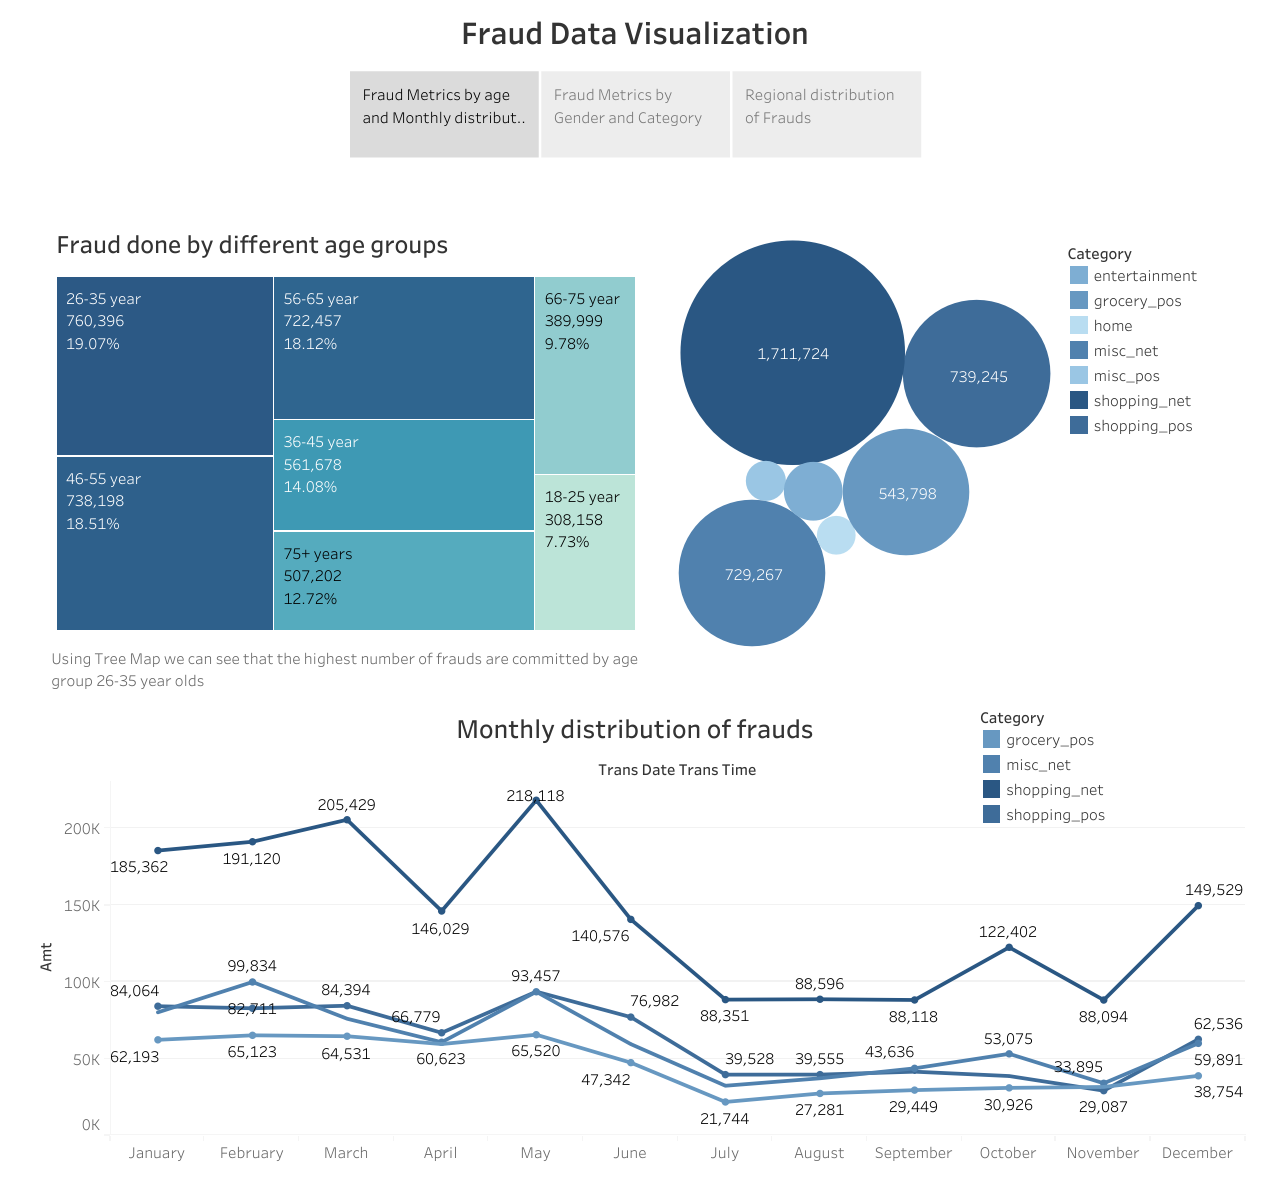 Fraud Data Visualization
Fraud Metrics by age
and Monthly distribut..
Fraud Metrics by
Gender and Category
Regional distribution
of Frauds
Fraud done by different age groups
26-35 year
760,396
19.07%
46-55 year
738,198
18.51%
56-65 year
722,457
18.12%
36-45 year
561,678
14.08%
75+ years
507,202
12.72%
66-75 year
389,999
9.78%
18-25 year
308,158
7.73%
Using Tree Map we can see that the highest number of frauds are committed by age
group 26-35 year olds
1,711,724
739,245
543,798
729,267
Category
entertainment
grocery_pos
home
misc_net
misc_pos
shopping_net
shopping_pos
Monthly distribution of frauds
Category
grocery_pos
misc_net
shopping_net
shopping_pos
Trans Date Trans Time
Amt
200K
150K
100K
50K
0K
185,362
191,120
205,429
146,029
218,118
140,576
88,351
88,596
88,118
122,402
88,094
149,529
84,064
99,834
82,711
84,394
66,779
93,457
76,982
39,528
39,555
43,636
53,075
33,895
62,536
59,891
62,193
65,123
64,531
60,623
65,520
47,342
21,744
27,281
29,449
30,926
29,087
38,754
January
February
March
April
May
June
July
August
September
October
November
December